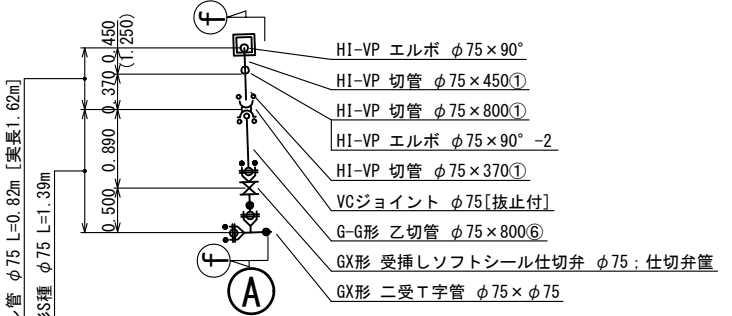 HI-VP エルボ φ75×90°
HI-VP 切管 φ75×450①
HI-VP 切管 φ75×800①
HI-VP エルボ φ75×90° -2
HI-VP 切管 φ75×370①
VCジョイント φ75[抜止付]
G-G形 乙切管 φ75×800⑥
GX形 受挿しソフトシール仕切弁 φ75；仕切弁筐
GX形 二受T字管 φ75×φ75
f
f
A
0.450
(1.250)
0.370
0.890
0.500
管 φ75 L=0.82m [実長1.62m]
形S種 φ75 L=1.39m